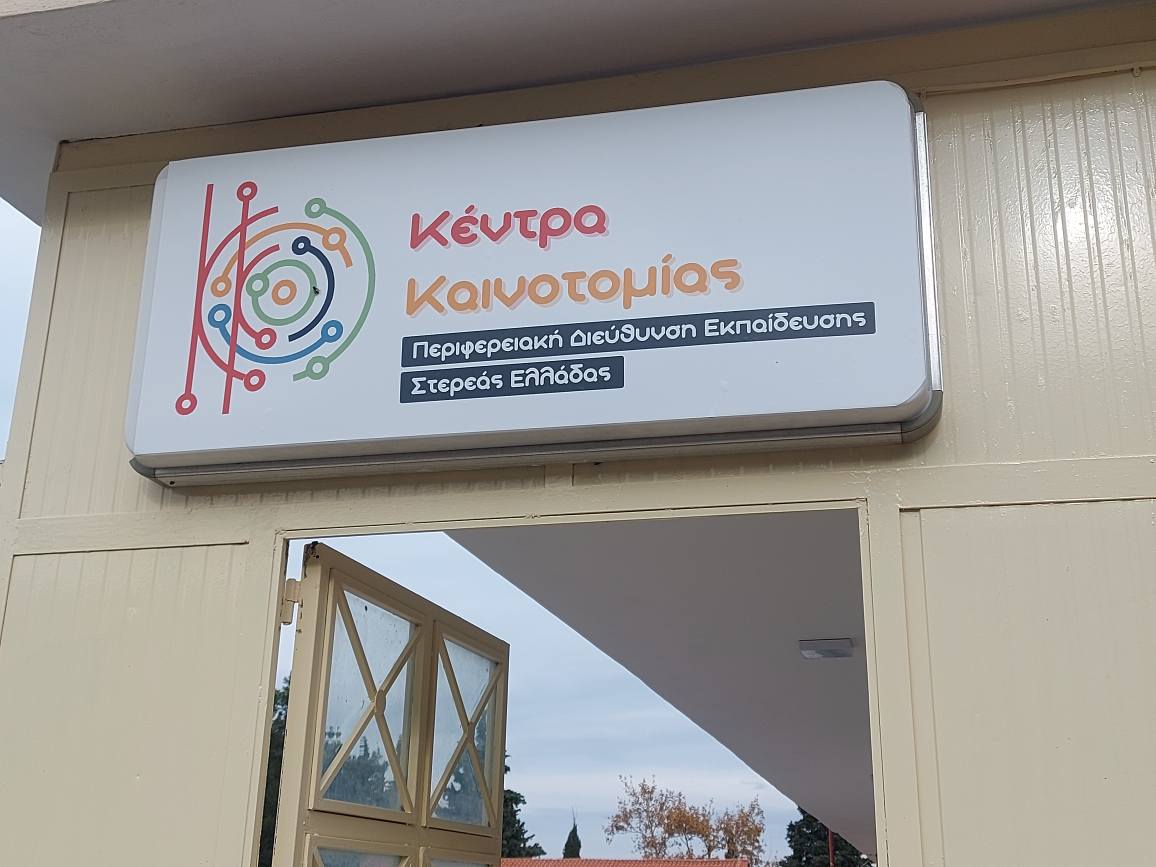 Κέντρα
Καινοτομίας
Περιφερειακή Διεύθυνση Εκπαίδευσης
Στερεάς Ελλάδας